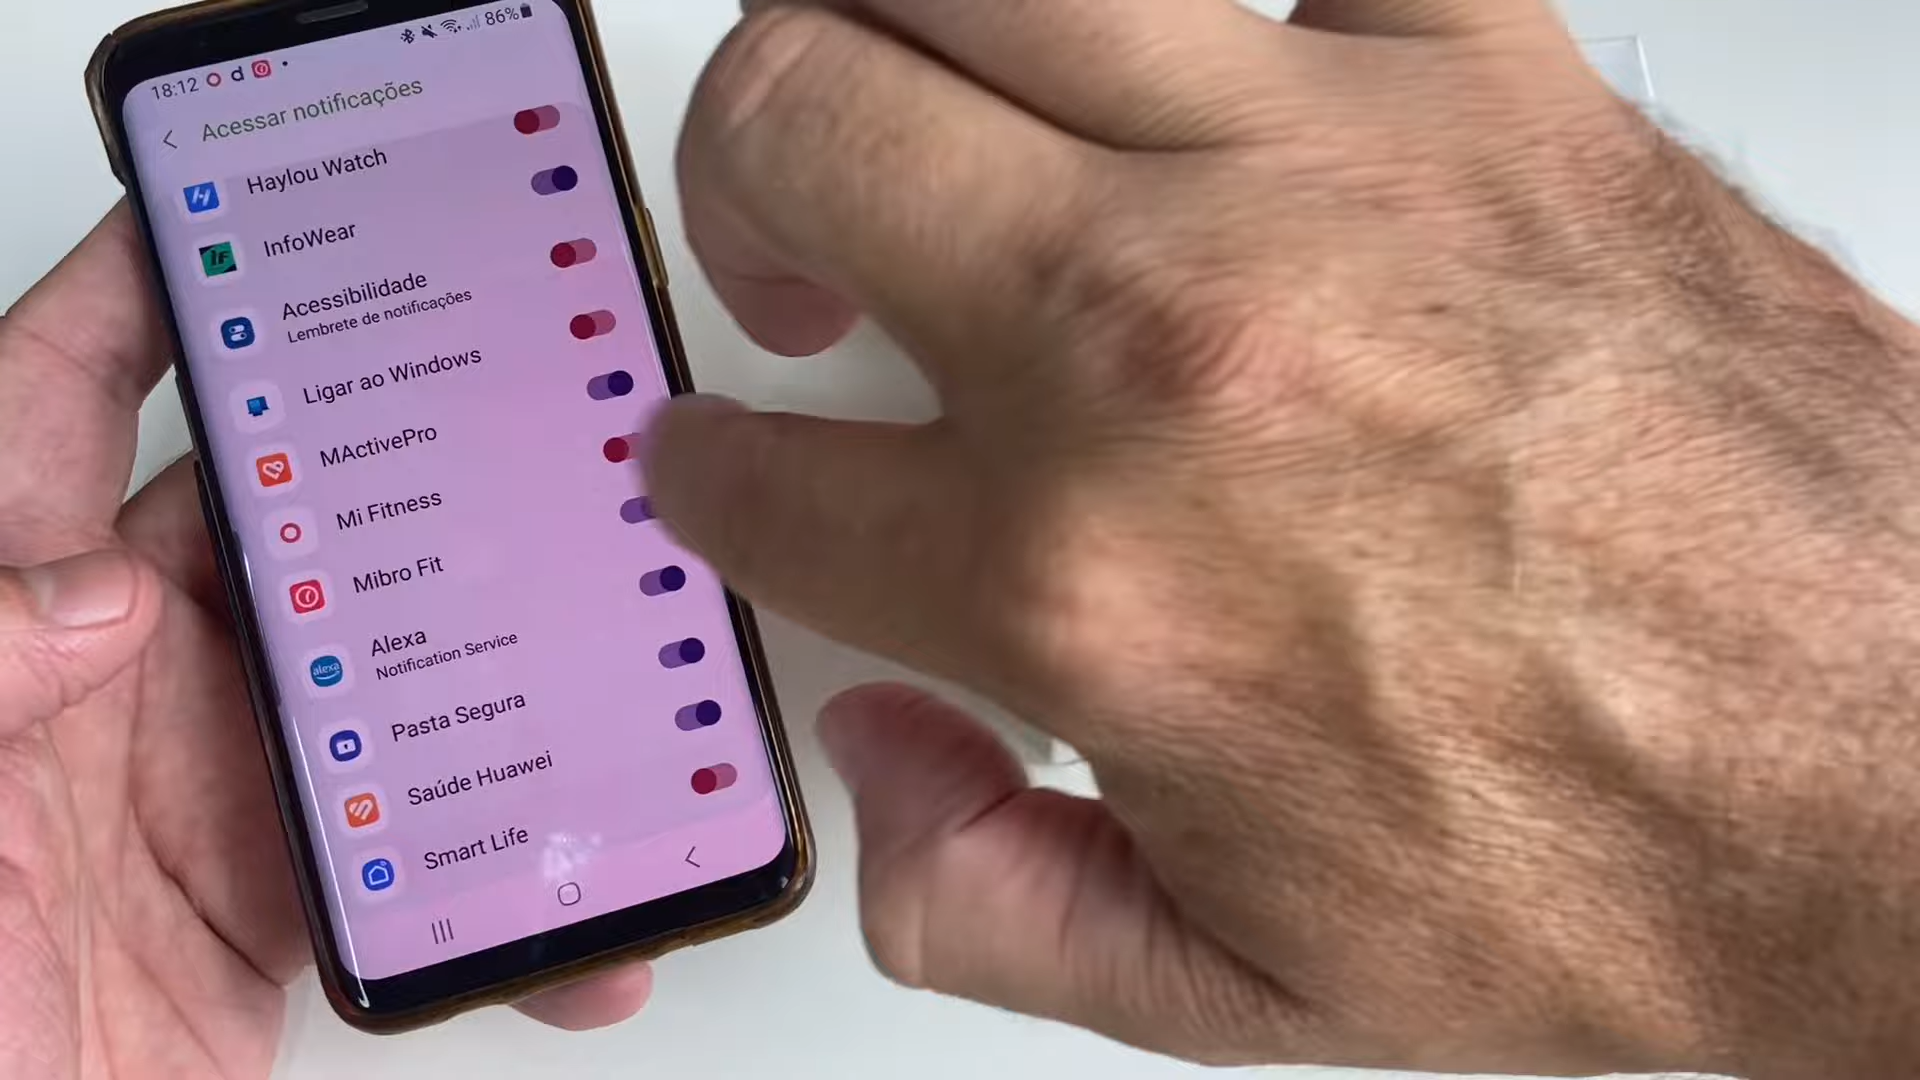 18:12
86%
Acessar notificações
Haylou Watch
InfoWear
Acessibilidade
Lembrete de notificações
Ligar ao Windows
MActivePro
Mi Fitness
Mibro Fit
Alexa
Notification Service
alexa
Pasta Segura
Saúde Huawei
Smart Life